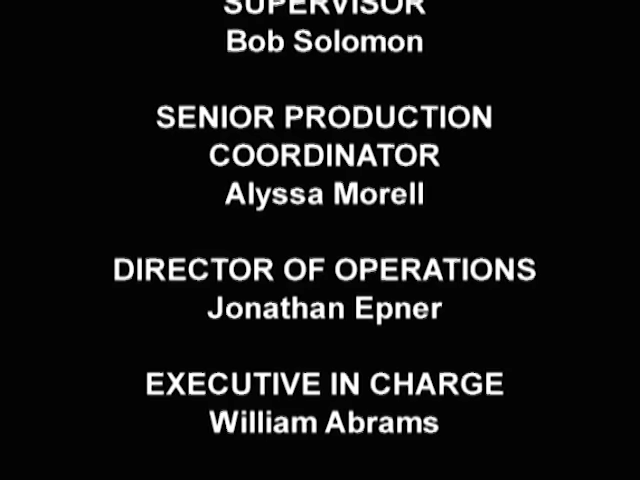 SUPERVISOR
Bob Solomon
SENIOR PRODUCTION
COORDINATOR
Alyssa Morell
DIRECTOR OF OPERATIONS
Jonathan Epner
EXECUTIVE IN CHARGE
William Abrams